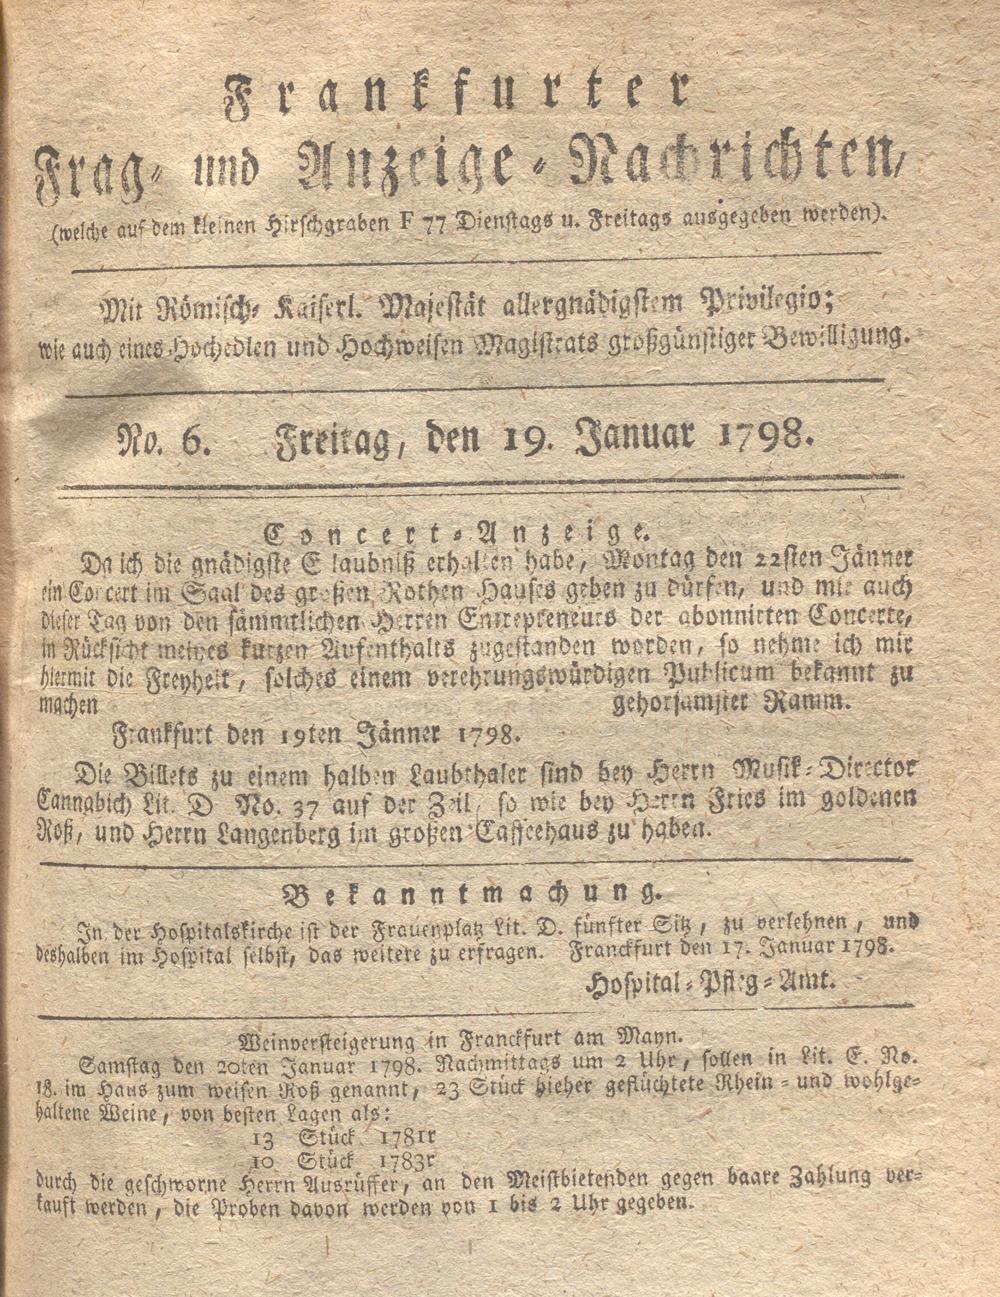 Frankfurter
Frag- und Anzeige-Nachrichten,
(welche auf dem kleinen Hirschgraben F 77 Dienstags u. Freitags ausgegeben werden).
Mit Römisch- Kaiserl. Majestät allergnädigstem Privilegio;
wie auch eines Hochedlen und Hochweisen Magistrats großgünstiger Bewilligung.
No. 6. Freitag, den 19. Januar 1798.
Concert-Anzeige.
Da ich die gnädigste E laubniß erhalten habe, Montag den 22sten Jänner
ein Concert im Saal des großen Rothen Hauses geben zu dürfen, und mir auch
dieser Tag von den sämmtlichen Herren Entrepreneurs der abonnirten Concerte,
in Rücksicht meines kurzen Aufenthalts zugestanden worden, so nehme ich mir
hiermit die Freyheit, solches einem verehrungswürdigen Publicum bekannt zu
machen gehorsamster Ramm.
Frankfurt den 19ten Jänner 1798.
Die Billets zu einem halben Laubthaler sind bey Herrn Musik-Director
Cannabich Lit. D No. 37 auf der Zeil, so wie bey Herrn Fries im goldenen
Roß, und Herrn Langenberg im großen Caffeehaus zu haben.
Bekanntmachung.
In der Hospitalskirche ist der Frauenplatz Lit. D. fünfter Sitz, zu verlehnen, und
deshalben im Hospital selbst, das weitere zu erfragen. Franckfurt den 17. Januar 1798.
Hospital-Pfleg-Amt.
Weinversteigerung in Franckfurt am Mayn.
Samstag den 20ten Januar 1798. Nachmittags um 2 Uhr, sollen in Lit. E. No.
18. im Haus zum weisen Roß genannt, 23 Stück hieher geflüchtete Rhein- und wohlge-
haltene Weine, von besten Lagen als:
13 Stück 1781r
10 Stück 1783r
durch die geschworne Herrn Ausrüffer, an den Meistbietenden gegen baare Zahlung ver-
kauft werden, die Proben davon werden von 1 bis 2 Uhr gegeben.